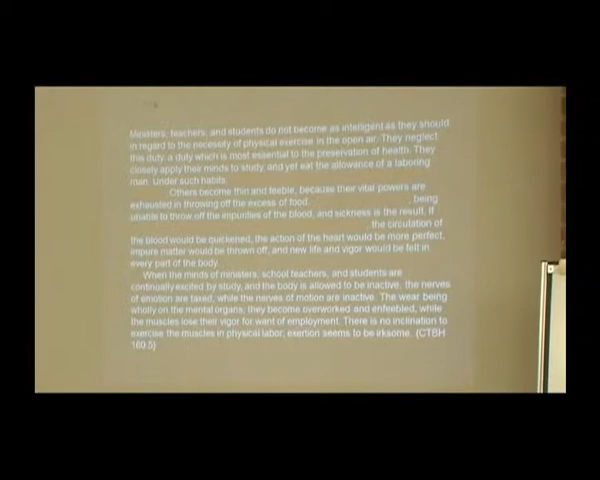 Ministers, teachers, and students do not become as intelligent as they should
in regard to the necessity of physical exercise in the open air. They neglect
this duty, a duty which is most essential to the preservation of health. They
closely apply their minds to study, and yet eat the allowance of a laboring
man. Under such habits
Others become thin and feeble, because their vital powers are
exhausted in throwing off the excess of food. , being
unable to throw off the impurities of the blood, and sickness is the result. If
, the circulation of
the blood would be quickened, the action of the heart would be more perfect,
impure matter would be thrown off, and new life and vigor would be felt in
every part of the body.
When the minds of ministers, school teachers, and students are
continually excited by study, and the body is allowed to be inactive, the nerves
of emotion are taxed, while the nerves of motion are inactive. The wear being
wholly on the mental organs, they become overworked and enfeebled, while
the muscles lose their vigor for want of employment. There is no inclination to
exercise the muscles in physical labor; exertion seems to be irksome. {CTBH
160.5}